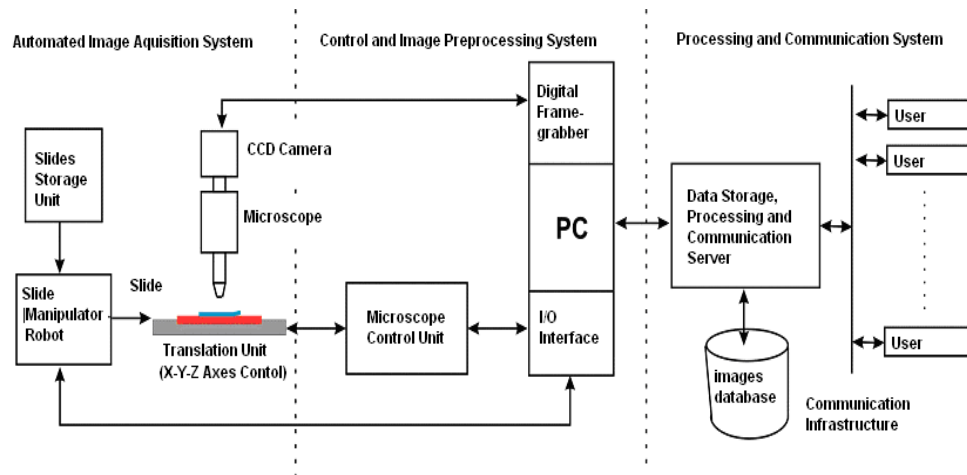 Automated Image Aquisition System
Control and Image Preprocessing System
Processing and Communication System
Slides
Storage
Unit
CCD Camera
Microscope
Slide
|Manipulator
Robot
Slide
Translation Unit
(X-Y-Z Axes Contol)
Microscope
Control Unit
Digital
Frame-
grabber
PC
I/O
Interface
Data Storage,
Processing and
Communication
Server
images
database
User
User
User
Communication
Infrastructure